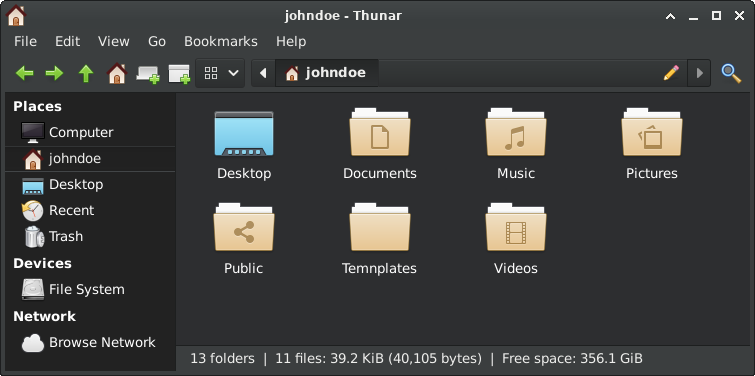 johndoe - Thunar
File Edit View Go Bookmarks Help
johndoe
Places
Computer
johndoe
Desktop
Recent
Trash
Devices
File System
Network
Browse Network
Desktop Documents Music Pictures
Public Temnplates Videos
13 folders | 11 files: 39.2 KiB (40,105 bytes) | Free space: 356.1 GiB